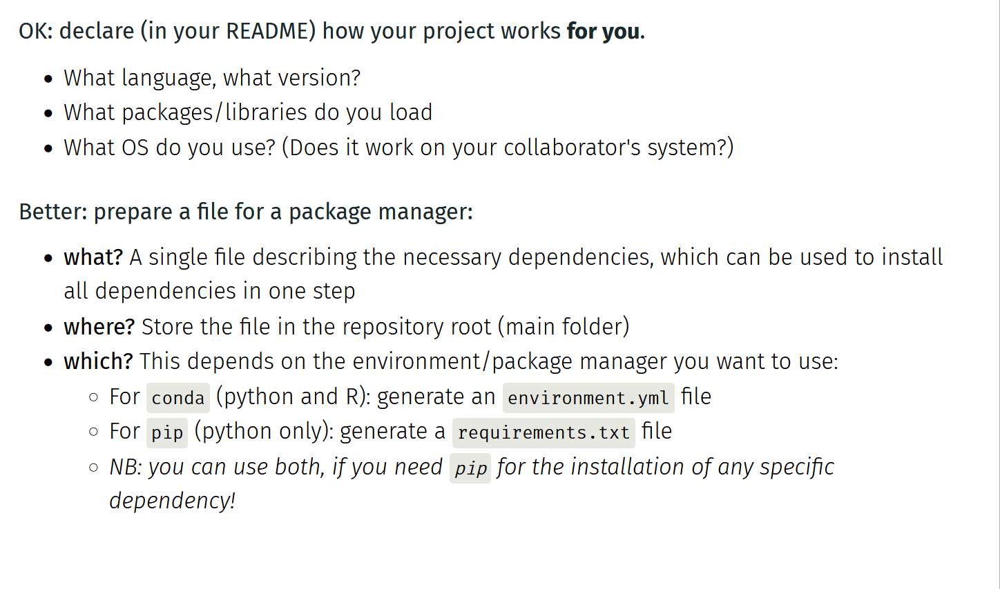 OK: declare (in your README) how your project works for you.
What language, what version?
What packages/libraries do you load
What OS do you use? (Does it work on your collaborator's system?)
Better: prepare a file for a package manager:
what? A single file describing the necessary dependencies, which can be used to install
all dependencies in one step
where? Store the file in the repository root (main folder)
which? This depends on the environment/package manager you want to use:
For conda (python and R): generate an environment.yml file
For pip (python only): generate a requirements.txt file
NB: you can use both, if you need pip for the installation of any specific
dependency!